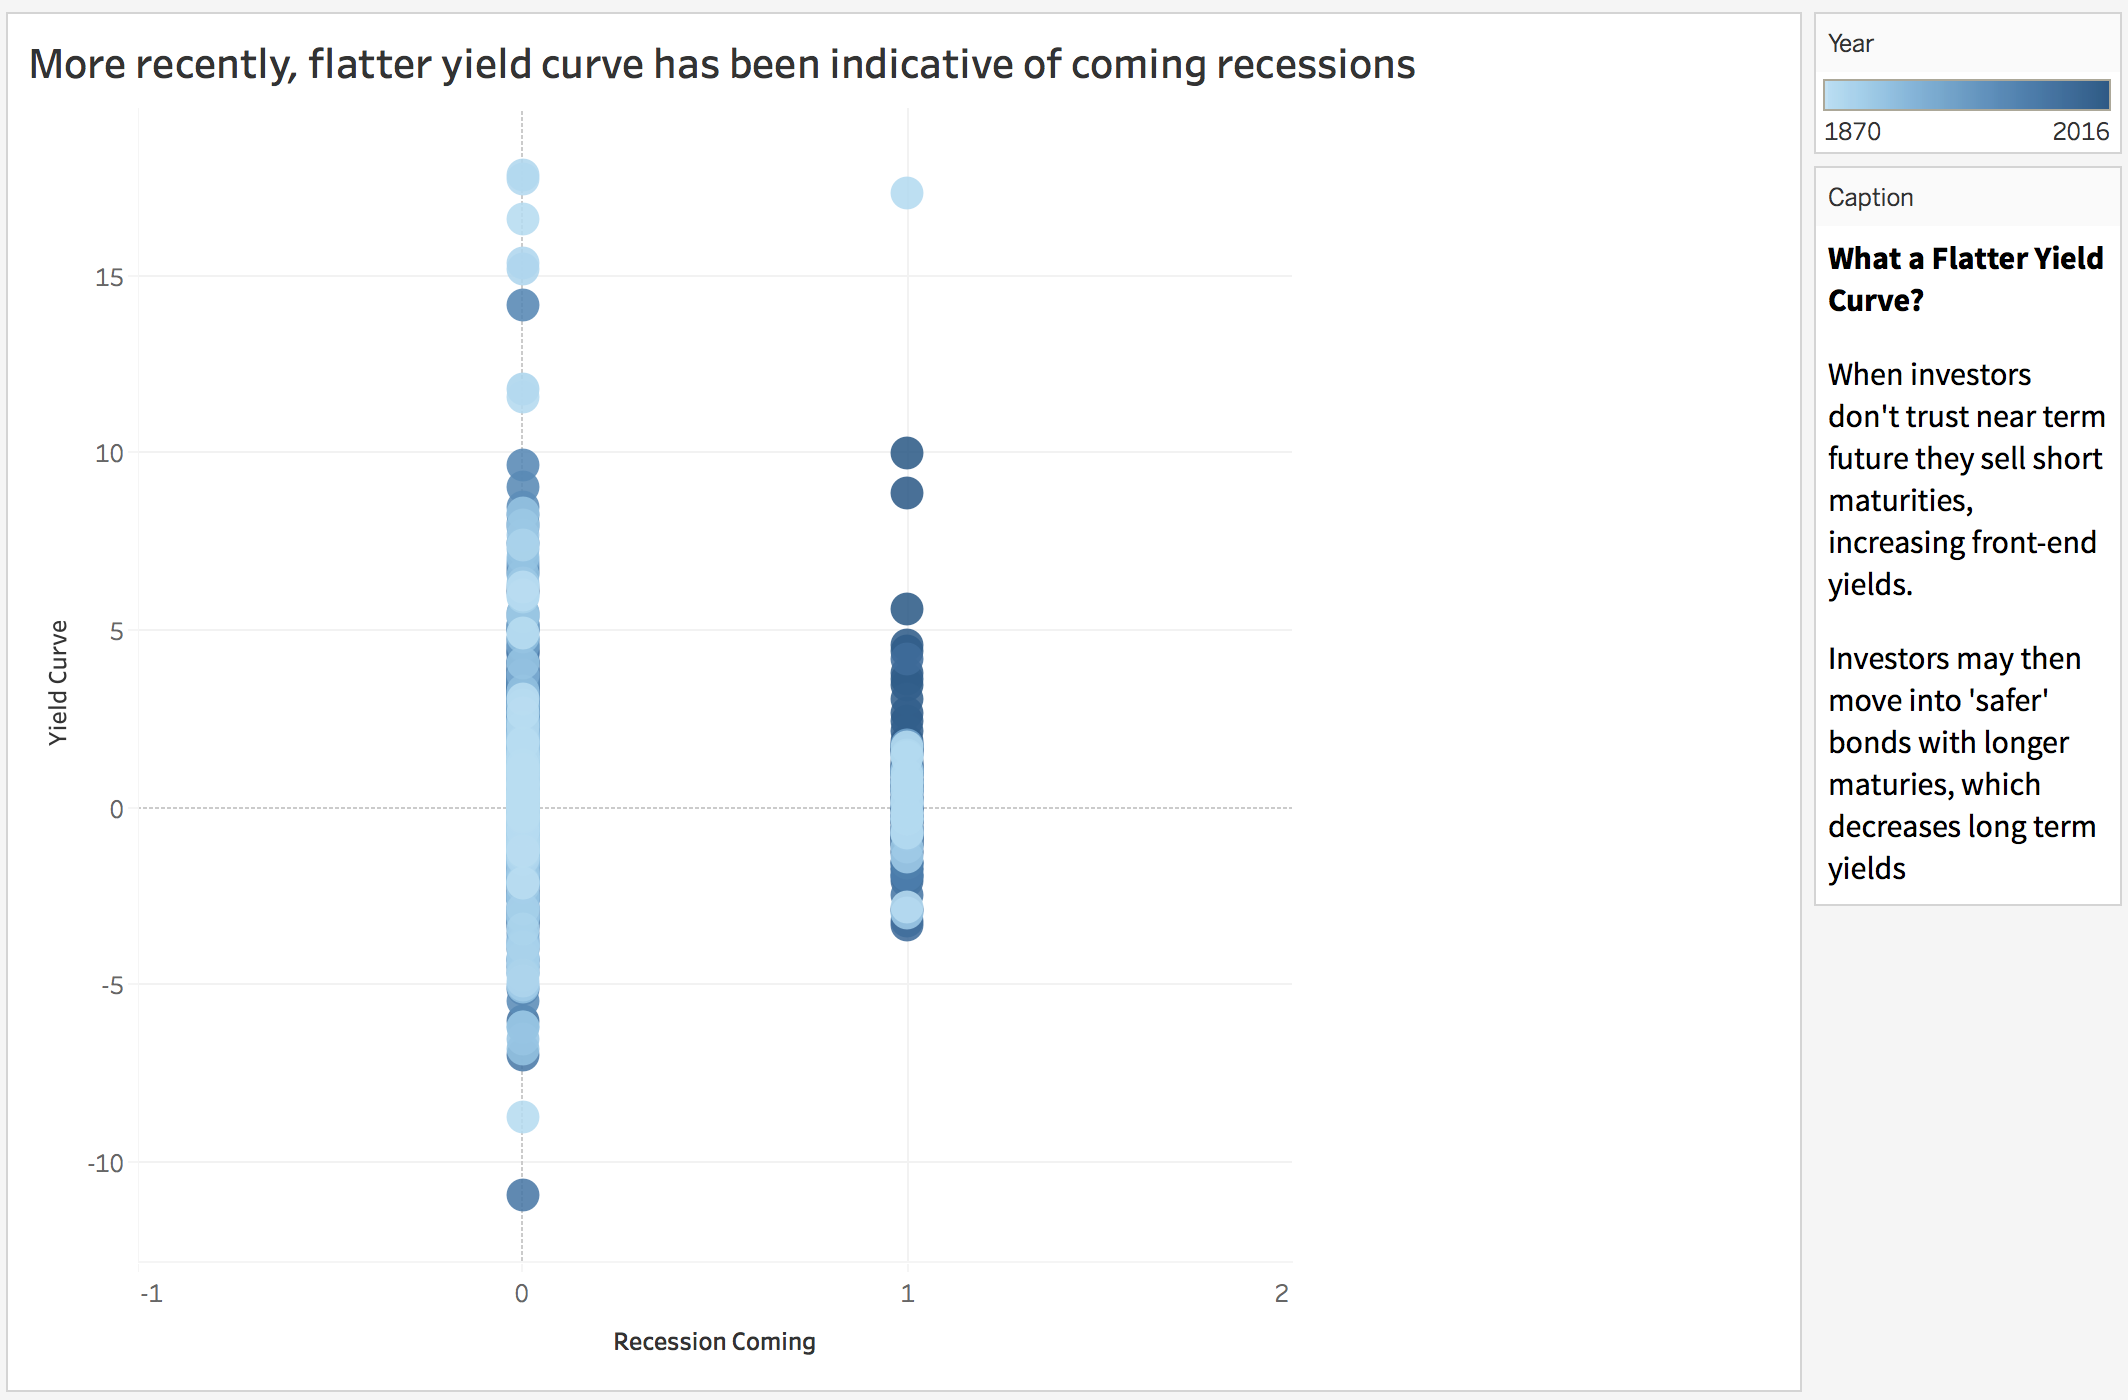 More recently, flatter yield curve has been indicative of coming recessions
Yield Curve
15
10
5
0
-5
-10
-1
0
1
2
Recession Coming
Year
1870
2016
Caption
What a Flatter Yield
Curve?
When investors
don't trust near term
future they sell short
maturities,
increasing front-end
yields.
Investors may then
move into 'safer'
bonds with longer
maturies, which
decreases long term
yields